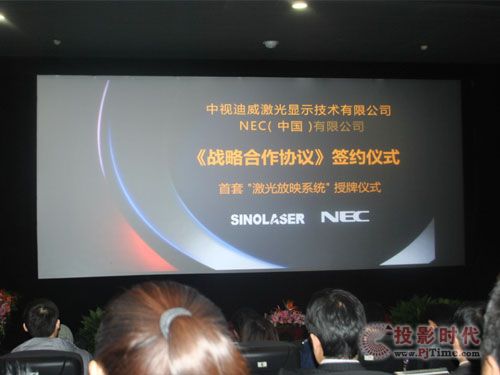 中视迪威激光显示技术有限公司
NEC( 中国 )有限公司
《战略合作协议》签约仪式
首套 "激光放映系统" 授牌仪式
SINOLASER NEC
投影时代
www.PjTime.com